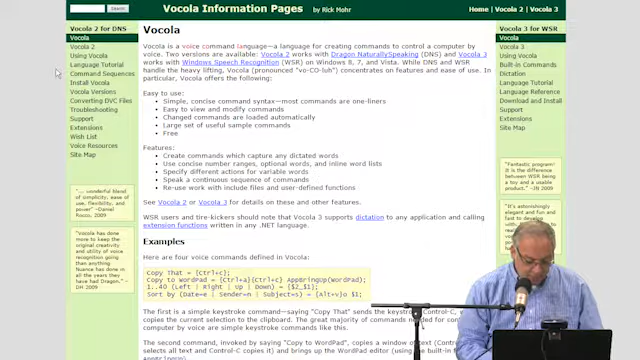 Search
Vocola Information Pages by Rick Mohr
Home | Vocola 2 | Vocola 3
Vocola 2 for DNS
Vocola
Vocola 2
Using Vocola
Language Tutorial
Command Sequences
Install Vocola
Vocola Versions
Converting DVC Files
Troubleshooting
Support
Extensions
Wish List
Voice Resources
Site Map
"... wonderful blend
of simplicity, ease
of use, flexibility,
and power"
-Daniel
Rozas, 2009
"Vocola has done
more to keep the
original creativity
and utility of voice
recognition going
than anything
Nuance has done in
all the years they
have had Dragon."
DH 2009
Vocola
Vocola is a voice command language—a language for creating commands to control a computer by
voice. Two versions are available: Vocola 2 works with Dragon NaturallySpeaking (DNS) and Vocola 3
works with Windows Speech Recognition (WSR) on Windows 8, 7, and Vista. While DNS and WSR
handle the heavy lifting, Vocola (pronounced "vo-CO-luh") concentrates on features and ease of use. In
particular, Vocola offers the following:
Easy to use:
• Simple, concise command syntax—most commands are one-liners
• Easy to view and modify commands
• Changed commands are loaded automatically
• Large set of useful sample commands
• Free
Features:
• Create commands which capture any dictated words
• Use concise number ranges, optional words, and inline word lists
• Specify different actions for variable words
• Speak a continuous sequence of commands
• Re-use work with include files and user-defined functions
See Vocola 2 or Vocola 3 for details on these and other features.
WSR users and tire-kickers should note that Vocola 3 supports dictation to any application and calling
extension functions written in any .NET language.
Examples
Here are four voice commands defined in Vocola:
Copy That = {Ctrl+c};
Copy to WordPad = {Ctrl+a}{Ctrl+c} AppBringUp(WordPad);
1..40 (Left | Right | Up | Down) = {$2_$1};
Sort by (Date=e | Sender=n | Subject=s) = {Alt+v}o $1;
The first is a simple keystroke command—saying "Copy That" sends the keystroke Control-C,
copies the current selection to the clipboard. The great majority of commands needed for
computer by voice are simple keystroke commands like this.
The second command, invoked by saying "Copy to WordPad", copies a window of text
selects all text and Control-C copies it) and brings up the WordPad editor
Vocola 3 for WSR
Vocola
Vocola 3
Using Vocola
Built-in Commands
Dictation
Language Tutorial
Language Reference
Download and Install
Support
Extensions
Site Map
"Fantastic program!
It is the difference
between WSR being
a toy and a usable
product." -JB 2009
"It's astonishingly
elegant and fun and